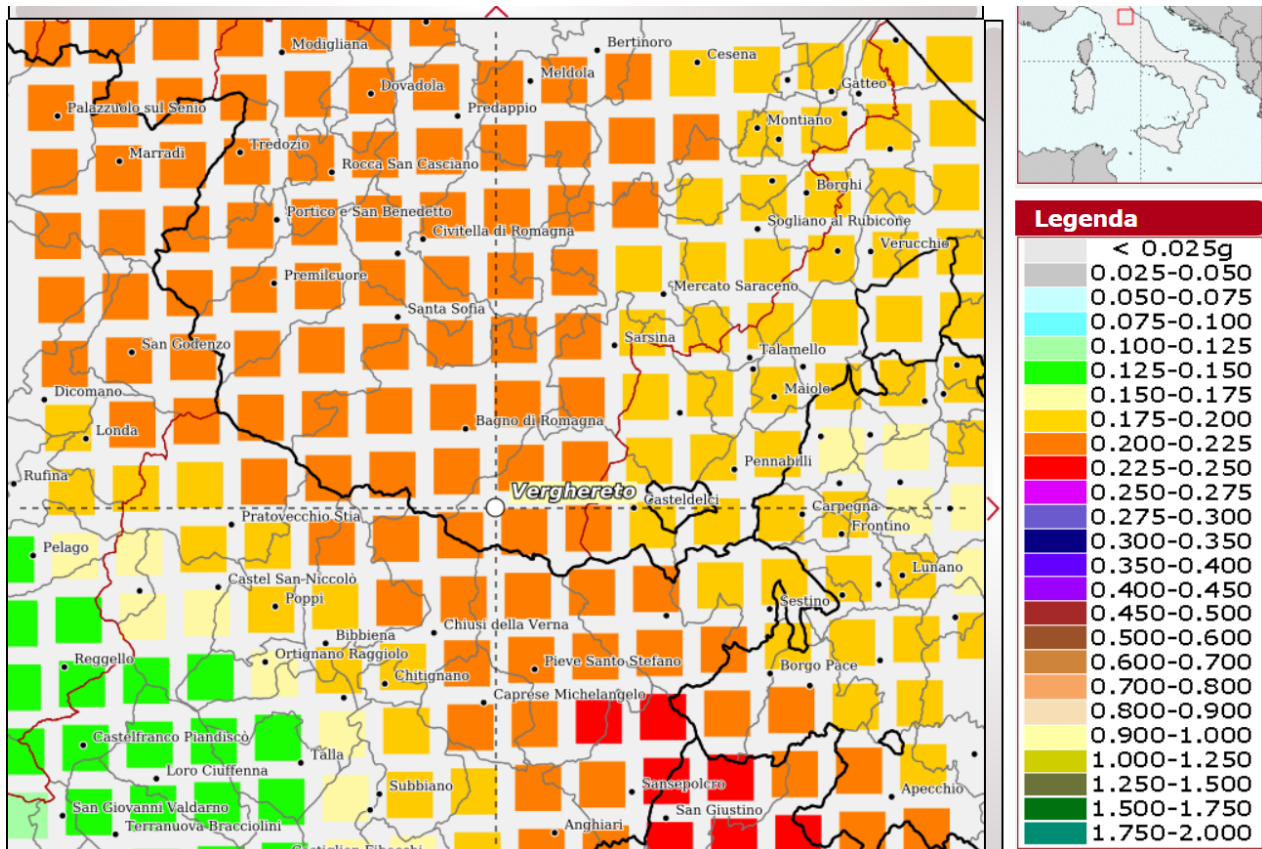 Modigliana
Bertinoro
Cesena
Meldola
Dovadola
Gatteo
Palazzuolo sul Senio
Predappio
Montiano
Tredozio
Marradi
Rocca San Casciano
Borghi
Portico e San Benedetto
Sogliano al Rubicone
Civitella di Romagna
Verucchio
Premilcuore
Mercato Saraceno
Santa Sofia
Sarsina
San Godenzo
Talamello
Dicomano
Maiolo
Bagno di Romagna
Londa
Pennabilli
Rufina
Verghereto
Casteldelci
Carpegna
Pratovecchio Stia
Frontino
Pelago
Lunano
Castel San Niccolò
Poppi
Sestino
Chiusi della Verna
Bibbiena
Ortignano Raggiolo
Reggello
Pieve Santo Stefano
Borgo Pace
Chitignano
Caprese Michelangelo
Castelfranco Piandiscò
Talla
Loro Ciuffenna
Subbiano
Sansepolcro
Apecchio
San Giovanni Valdarno
San Giustino
Terranuova Bracciolini
Anghiari
Castiglion Fibocchi
Legenda
< 0.025g
0.025-0.050
0.050-0.075
0.075-0.100
0.100-0.125
0.125-0.150
0.150-0.175
0.175-0.200
0.200-0.225
0.225-0.250
0.250-0.275
0.275-0.300
0.300-0.350
0.350-0.400
0.400-0.450
0.450-0.500
0.500-0.600
0.600-0.700
0.700-0.800
0.800-0.900
0.900-1.000
1.000-1.250
1.250-1.500
1.500-1.750
1.750-2.000